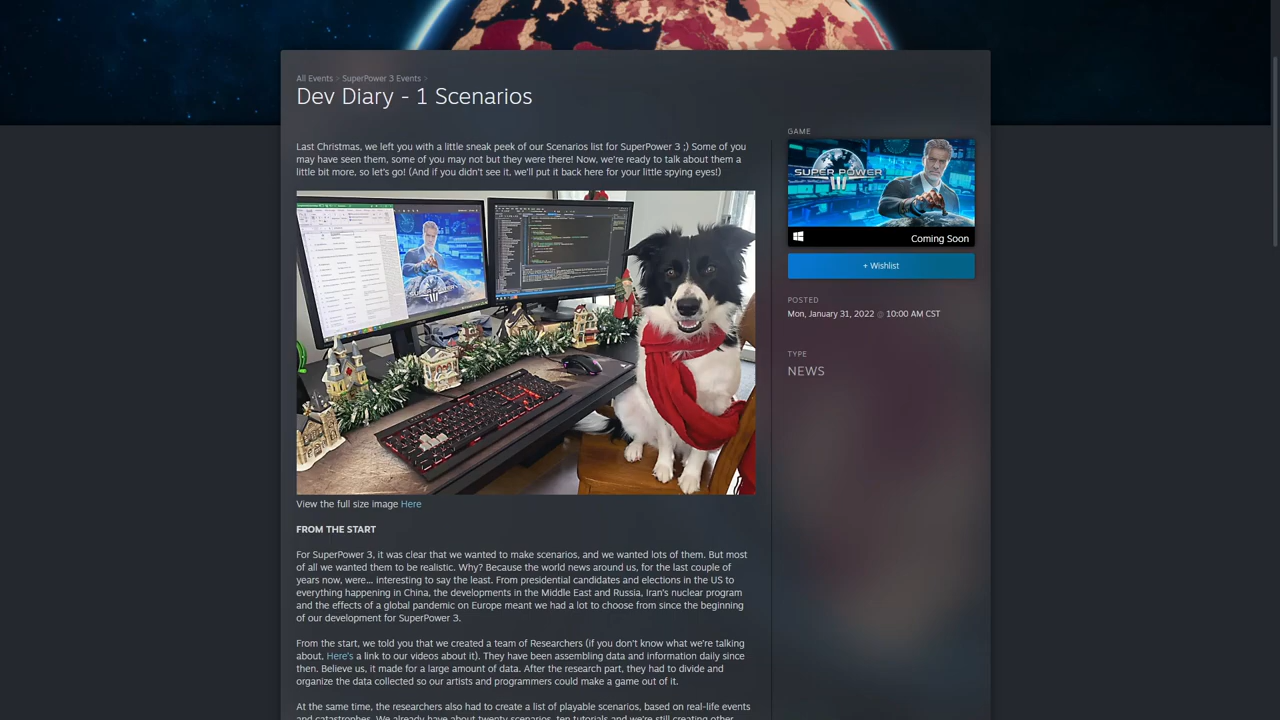 All Events > SuperPower 3 Events >
Dev Diary - 1 Scenarios
Last Christmas, we left you with a little sneak peek of our Scenarios list for SuperPower 3 ;) Some of you
may have seen them, some of you may not but they were there! Now, we're ready to talk about them a
little bit more. so let's go! (And if you didn't see it, we'll put it back here for your little spying eyes!)
View the full size image Here
FROM THE START
For SuperPower 3, it was clear that we wanted to make scenarios, and we wanted lots of them. But most
of all we wanted them to be realistic. Why? Because the world news around us, for the last couple of
years now, were... interesting to say the least. From presidential candidates and elections in the US to
everything happening in China, the developments in the Middle East and Russia, Iran's nuclear program
and the effects of a global pandemic on Europe meant we had a lot to choose from since the beginning
of our development for SuperPower 3.
From the start, we told you that we created a team of Researchers (if you don't know what we're talking
about, Here's a link to our videos about it). They have been assembling data and information daily since
then. Believe us, it made for a large amount of data. After the research part, they had to divide and
organize the data collected so our artists and programmers could make a game out of it.
At the same time, the researchers also had to create a list of playable scenarios, based on real-life events
and catastrophes. We already have about twenty scenarios, ten tutorials and we're still creating other
GAME
SUPER POWER
III
Coming Soon
+ Wishlist
POSTED
Mon, January 31, 2022 @ 10:00 AM CST
TYPE
NEWS